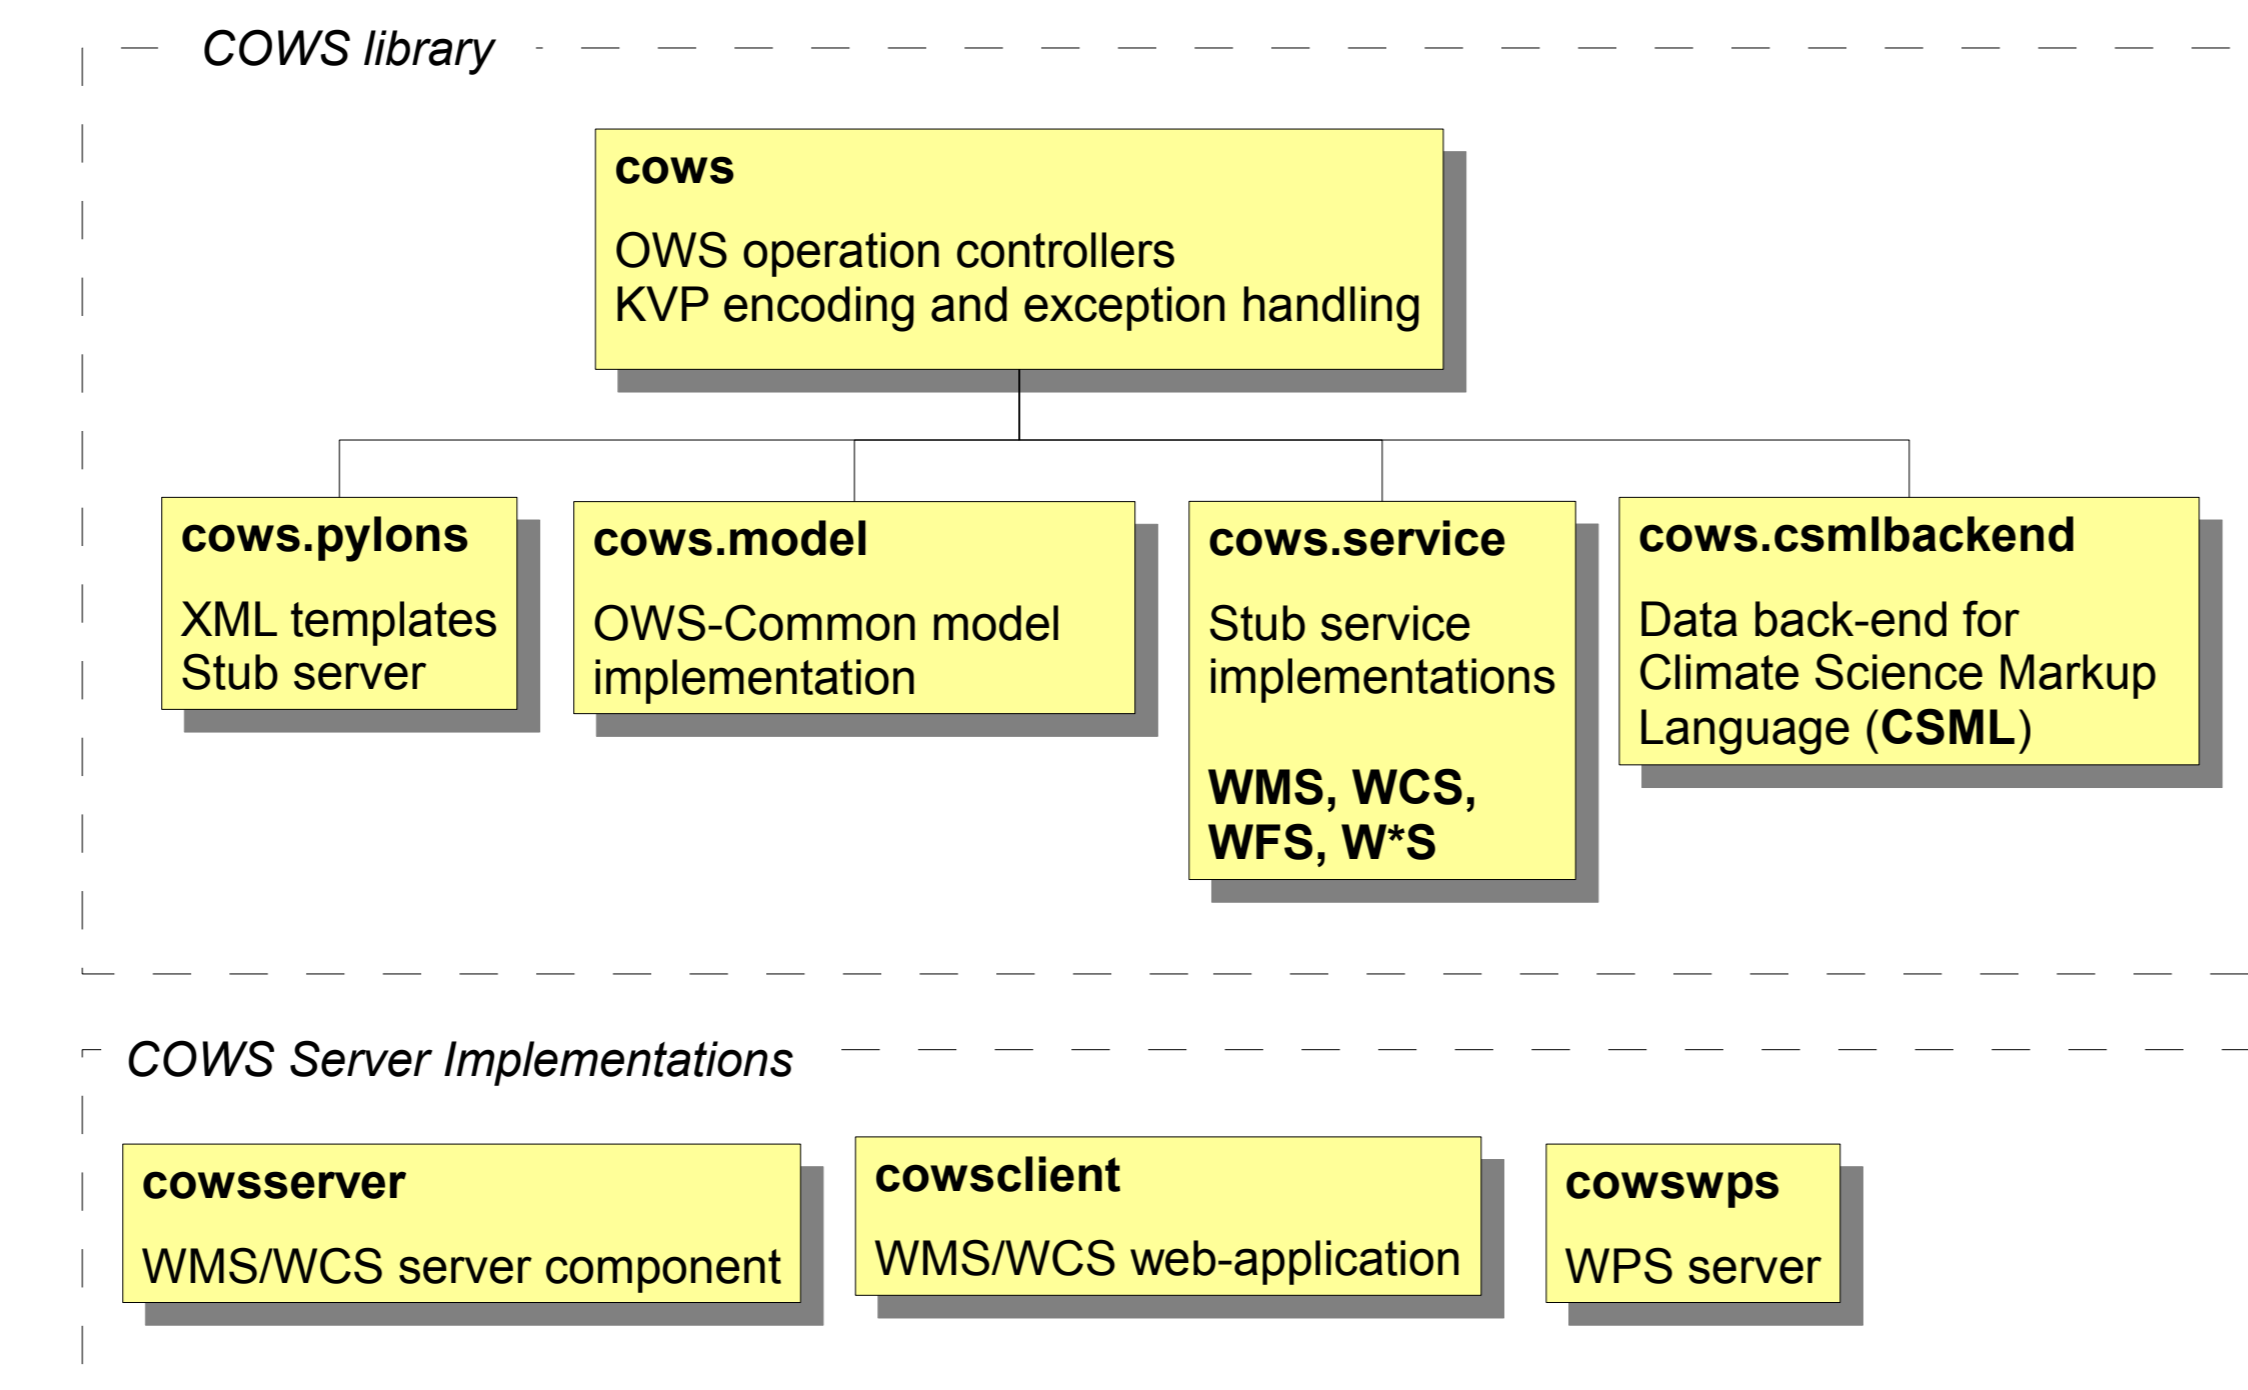 COWS library
cows
OWS operation controllers
KVP encoding and exception handling
cows.pylons
XML templates
Stub server
cows.model
OWS-Common model
implementation
cows.service
Stub service
implementations
WMS, WCS,
WFS, W*S
cows.csmlbackend
Data back-end for
Climate Science Markup
Language (CSML)
COWS Server Implementations
cowsserver
WMS/WCS server component
cowsclient
WMS/WCS web-application
cowswps
WPS server